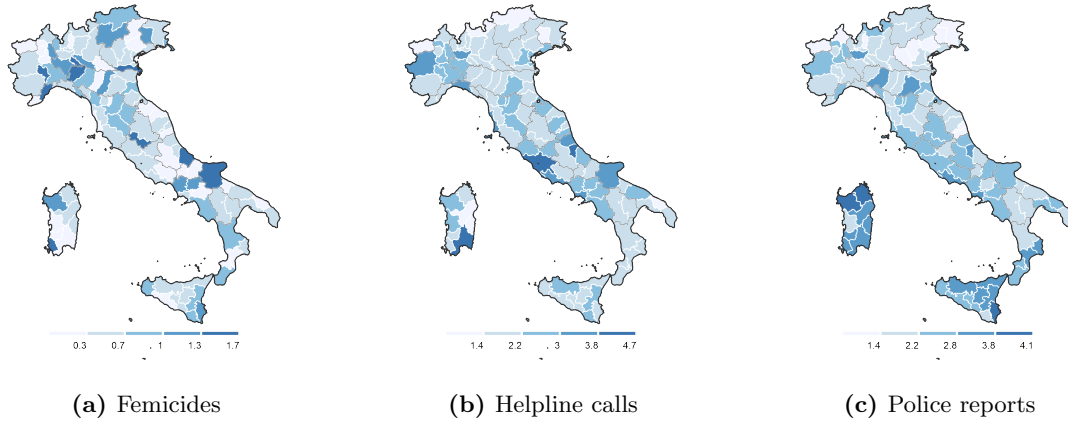 0.3 0.7 . 1 1.3 1.7
1.4 2.2 . 3 3.8 4.7
1.4 2.2 2.8 3.8 4.1
(a) Femicides
(b) Helpline calls
(c) Police reports